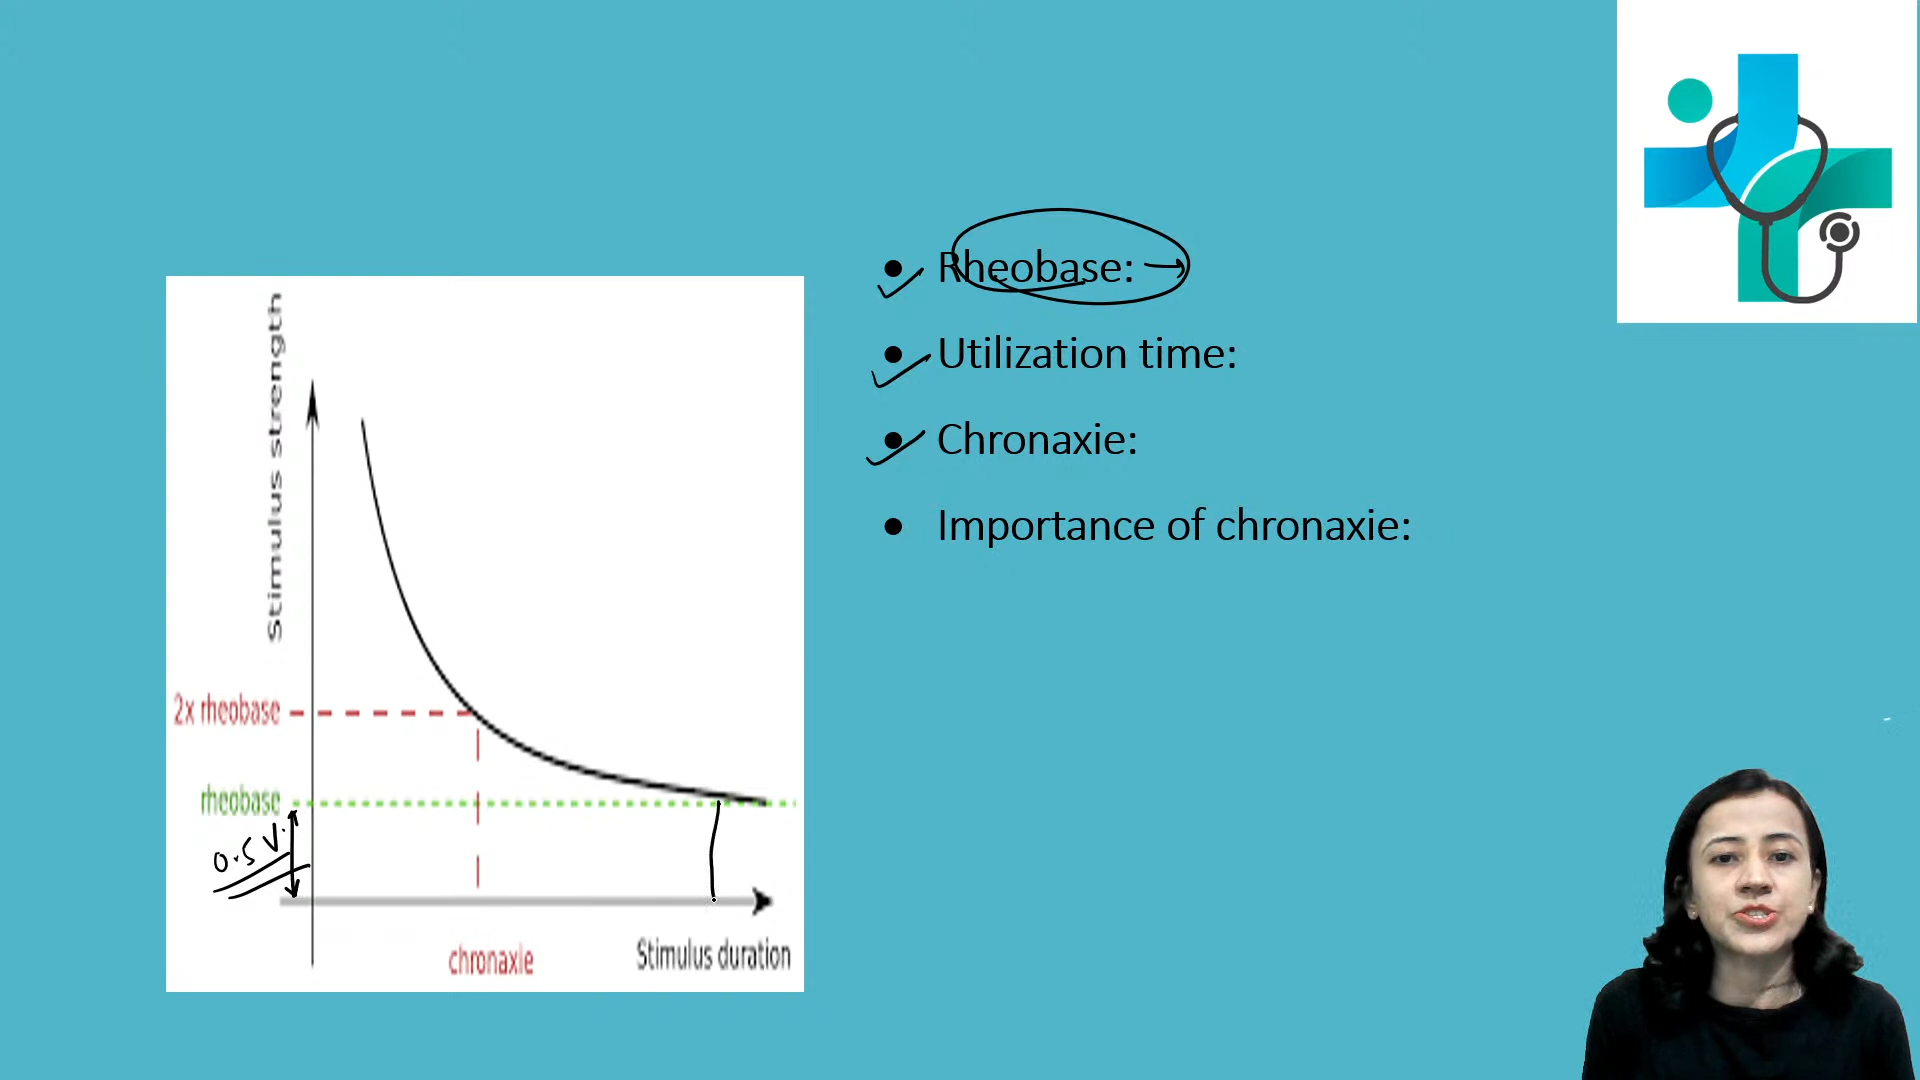 Rheobase:
Utilization time:
Chronaxie:
Importance of chronaxie:
Stimulus strength
2x rheobase
rheobase
0.5 V.
chronaxie
Stimulus duration